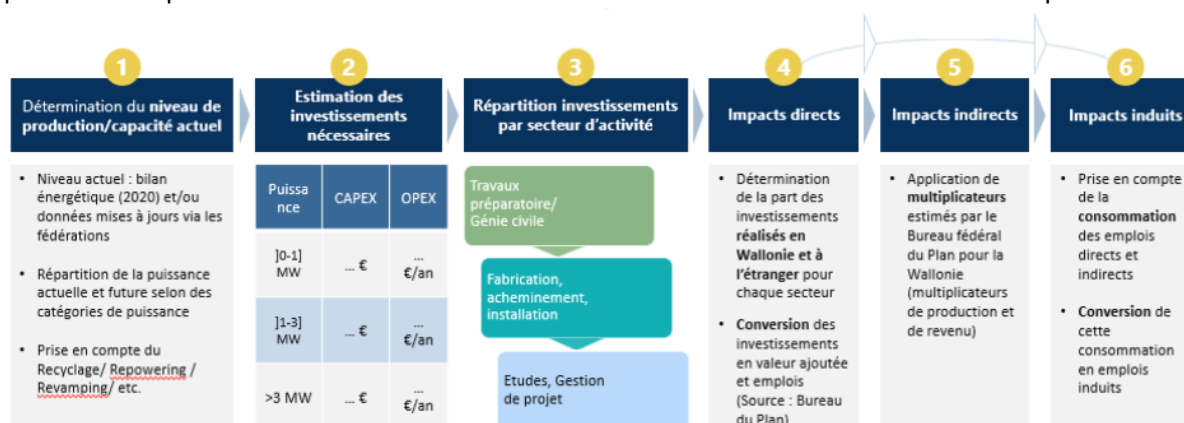 1
Détermination du niveau de
production/capacité actuel
• Niveau actuel : bilan
énergétique (2020) et/ou
données mises à jours via les
fédérations
• Répartition de la puissance
actuelle et future selon des
catégories de puissance
• Prise en compte du
Recyclage/ Repowering /
Revamping/ etc.
2
Estimation des
investissements
nécessaires
Puissa
nce
CAPEX
OPEX
]0-1]
MW
... €
...
€/an
]1-3]
MW
... €
...
€/an
>3 MW
... €
...
€/an
3
Répartition investissements
par secteur d'activité
Travaux
préparatoire/
Génie civile
Fabrication,
acheminement,
installation
Etudes, Gestion
de projet
4
Impacts directs
• Détermination
de la part des
investissements
réalisés en
Wallonie et à
l'étranger pour
chaque secteur
• Conversion des
investissements
en valeur ajoutée
et emplois
(Source : Bureau
du Plan)
5
Impacts indirects
• Application de
multiplicateurs
estimés par le
Bureau fédéral
du Plan pour la
Wallonie
(multiplicateurs
de production et
de revenu)
6
Impacts induits
• Prise en compte
de la
consommation
des emplois
directs et
indirects
• Conversion de
cette
consommation
en emplois
induits